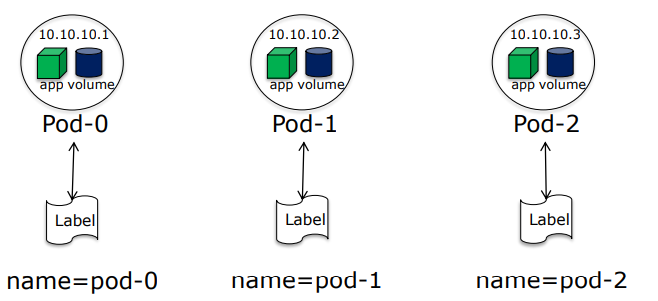 10.10.10.1
app volume
Pod-0
Label
name=pod-0
10.10.10.2
app volume
Pod-1
Label
name=pod-1
10.10.10.3
app volume
Pod-2
Label
name=pod-2